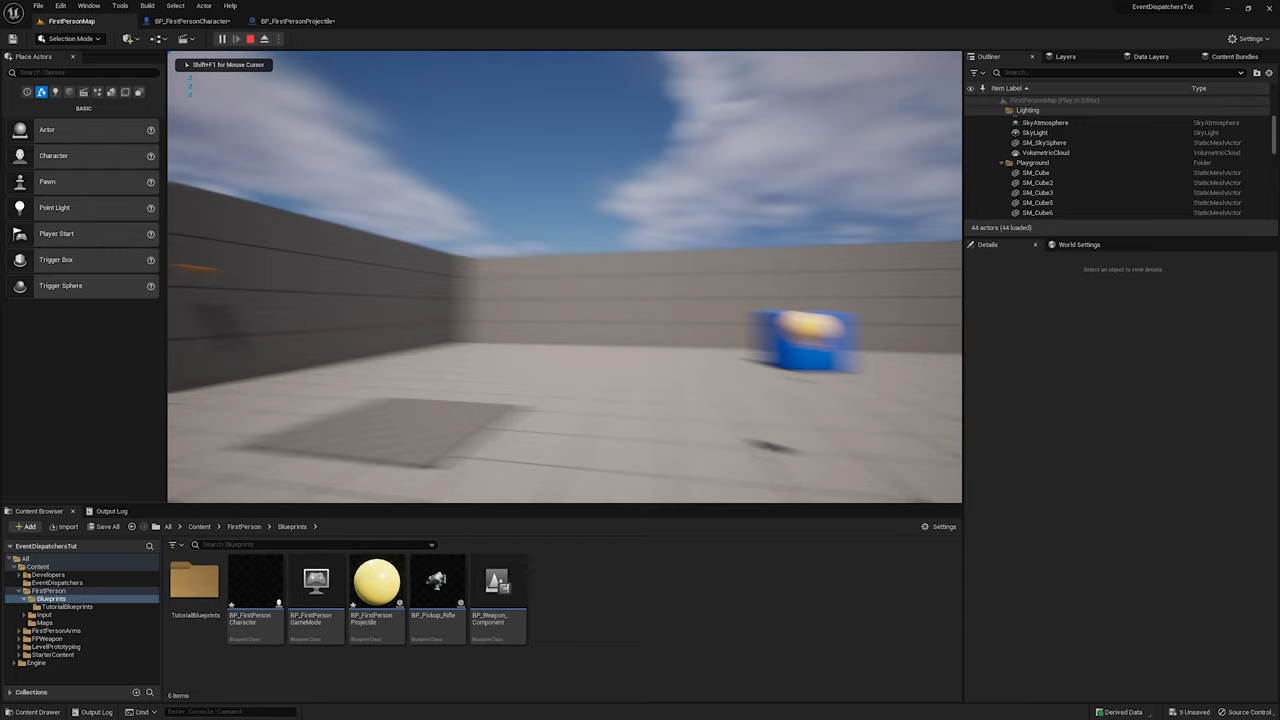 File Edit Window Tools Build Select Actor Help
EventDispatchersTut
FirstPersonMap
BP_FirstPersonCharacter•
BP_FirstPersonProjectile•
Selection Mode
Settings
Place Actors
Search Classes
BASIC
Actor
Character
Pawn
Point Light
Player Start
Trigger Box
Trigger Sphere
Shift+F1 for Mouse Cursor
X
X
X
Outliner
Layers
Data Layers
Content Bundles
Search...
Item Label
Type
FirstPersonMap (Play In Editor)
Lighting
SkyAtmosphere SkyAtmosphere
SkyLight SkyLight
SM_SkySphere StaticMeshActor
VolumetricCloud VolumetricCloud
Playground Folder
SM_Cube StaticMeshActor
SM_Cube2 StaticMeshActor
SM_Cube3 StaticMeshActor
SM_Cube5 StaticMeshActor
SM_Cube6 StaticMeshActor
44 actors (44 loaded)
Details
World Settings
Select an object to view details.
Content Browser
Output Log
Add Import Save All All Content FirstPerson Blueprints
Settings
EventDispatchersTut
All
Content
Developers
EventDispatchers
FirstPerson
Blueprints
TutorialBlueprints
Input
Maps
FirstPersonArms
FPWeapon
LevelPrototyping
StarterContent
Engine
Collections
Search Blueprints
TutorialBlueprints
BP_FirstPerson
Character
Blueprint Class
BP_FirstPerson
GameMode
Blueprint Class
BP_FirstPerson
Projectile
Blueprint Class
BP_Pickup_Rifle
Blueprint Class
BP_Weapon_
Component
Blueprint Class
6 items
Content Drawer
Output Log
Cmd
Enter Console Command
Derived Data
9 Unsaved
Source Control